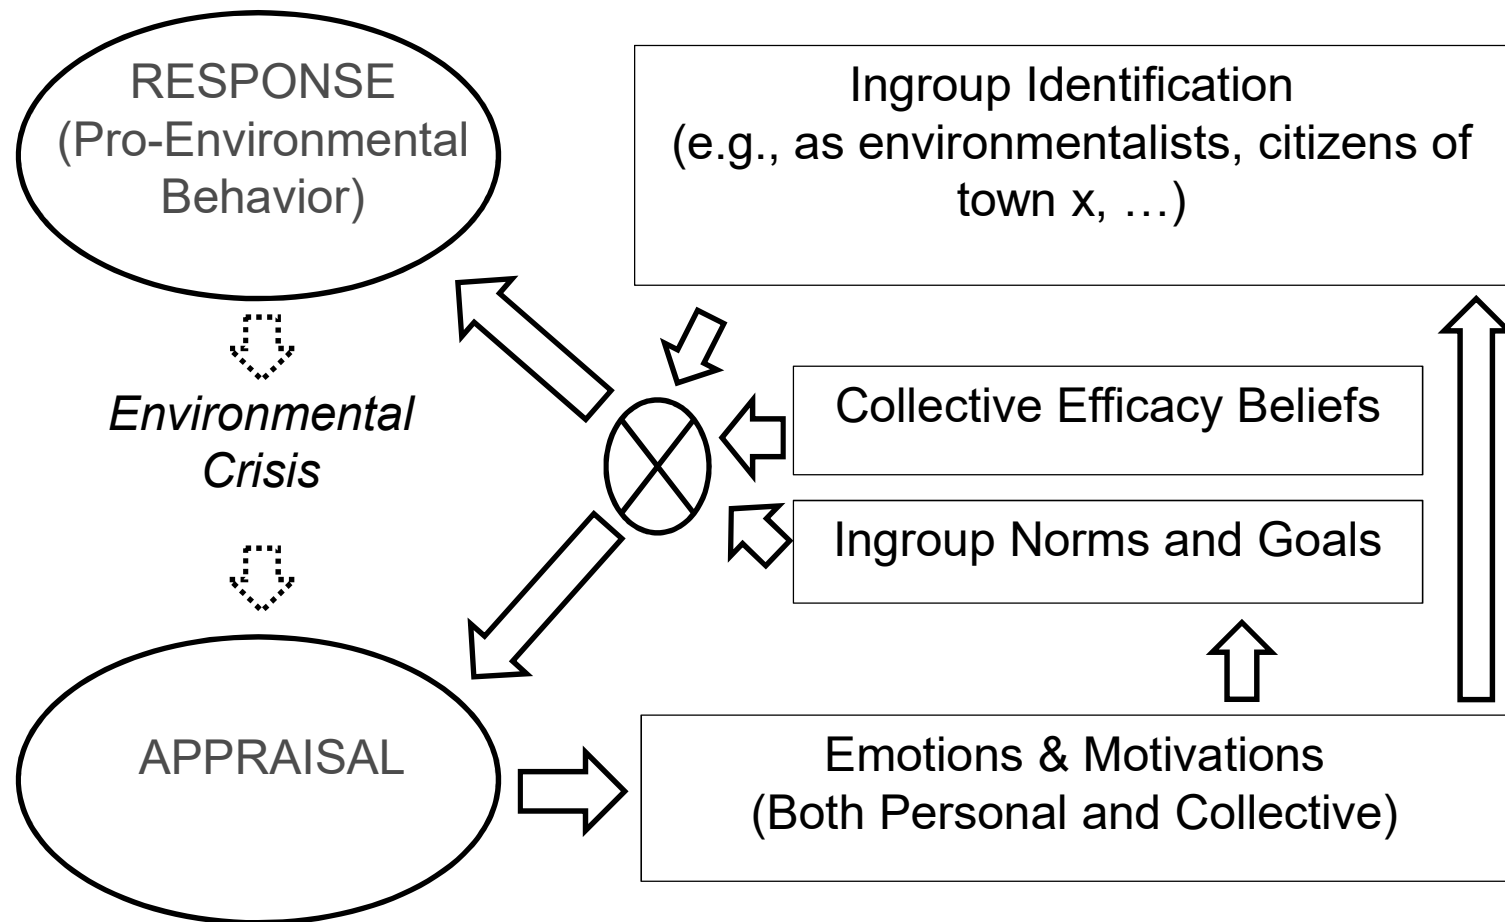 RESPONSE
(Pro-Environmental
Behavior)
Ingroup Identification
(e.g., as environmentalists, citizens of
town x, …)
Environmental
Crisis
Collective Efficacy Beliefs
Ingroup Norms and Goals
APPRAISAL
Emotions & Motivations
(Both Personal and Collective)